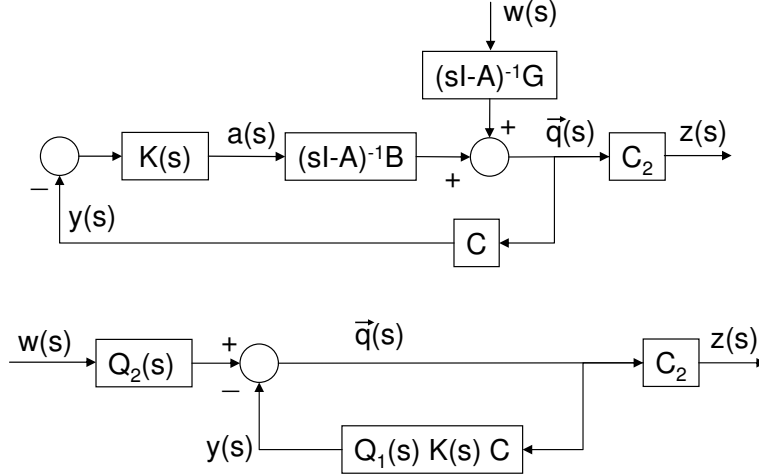 w(s)
(sI-A)⁻¹G
+
q⃗(s)
z(s)
a(s)
K(s)
(sI-A)⁻¹B
+
C₂
−
y(s)
C
w(s)
Q₂(s)
+
−
q⃗(s)
z(s)
C₂
y(s)
Q₁(s) K(s) C